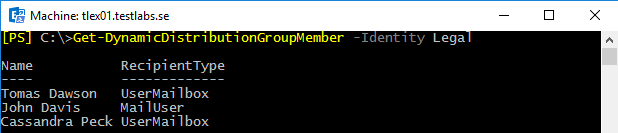 Machine: tlex01.testlabs.se
[PS] C:\>Get-DynamicDistributionGroupMember -Identity Legal
Name           RecipientType
----           -------------
Tomas Dawson   UserMailbox
John Davis     MailUser
Cassandra Peck UserMailbox